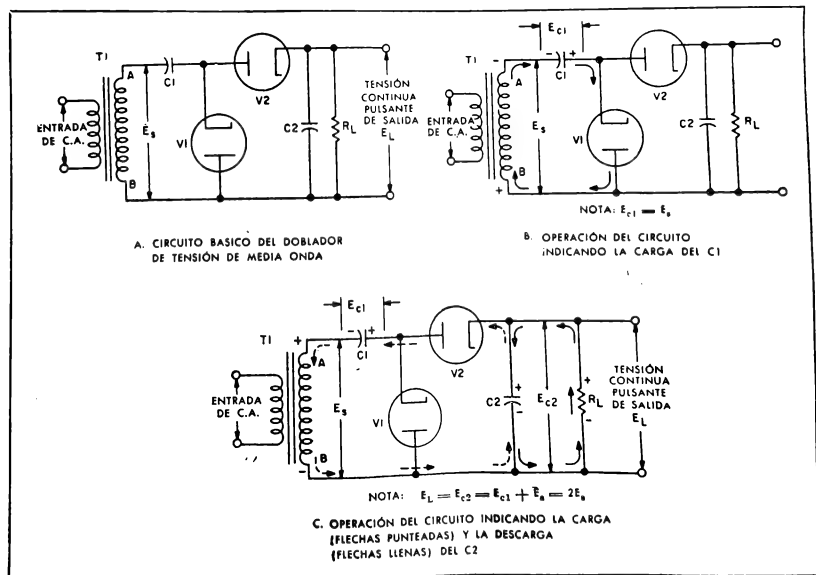 T1
A
C1
V2
ENTRADA
DE C.A.
Es
V1
B
C2
RL
TENSIÓN
CONTINUA
PULSANTE
DE SALIDA
EL
A. CIRCUITO BASICO DEL DOBLADOR
DE TENSIÓN DE MEDIA ONDA
Ec1
T1
-
- +
A
C1
V2
ENTRADA
DE C.A.
Es
V1
B
+
C2
RL
NOTA: Ec1 = Es
B. OPERACIÓN DEL CIRCUITO
INDICANDO LA CARGA DEL C1
Ec1
T1
+
- +
A
C1
V2
ENTRADA
DE C.A.
Es
V1
B
-
C2
+
-
Ec2
RL
+
-
TENSIÓN
CONTINUA
PULSANTE
DE SALIDA
EL
NOTA: EL = Ec2 = Ec1 + Es = 2Es
C. OPERACIÓN DEL CIRCUITO INDICANDO LA CARGA
(FLECHAS PUNTEADAS) Y LA DESCARGA
(FLECHAS LLENAS) DEL C2